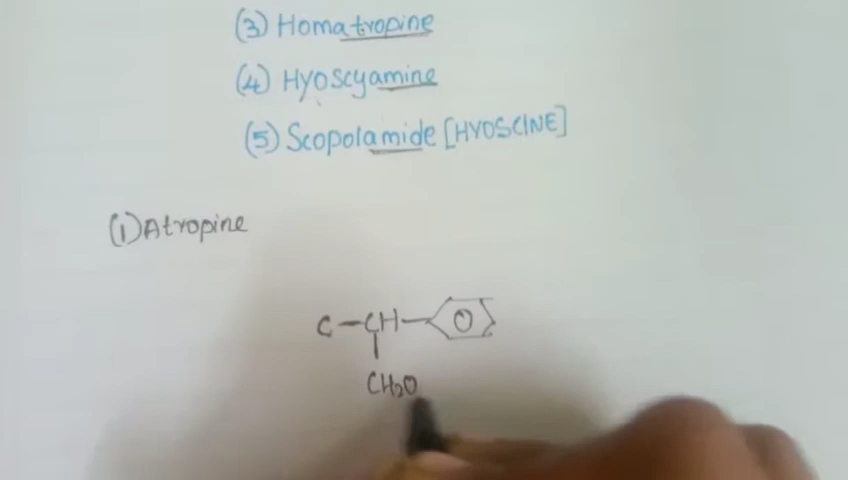 (3) Homatropine
(4) Hyoscyamine
(5) Scopolamide [HYOSCINE]
(1) Atropine
C-CH-
CH₂O